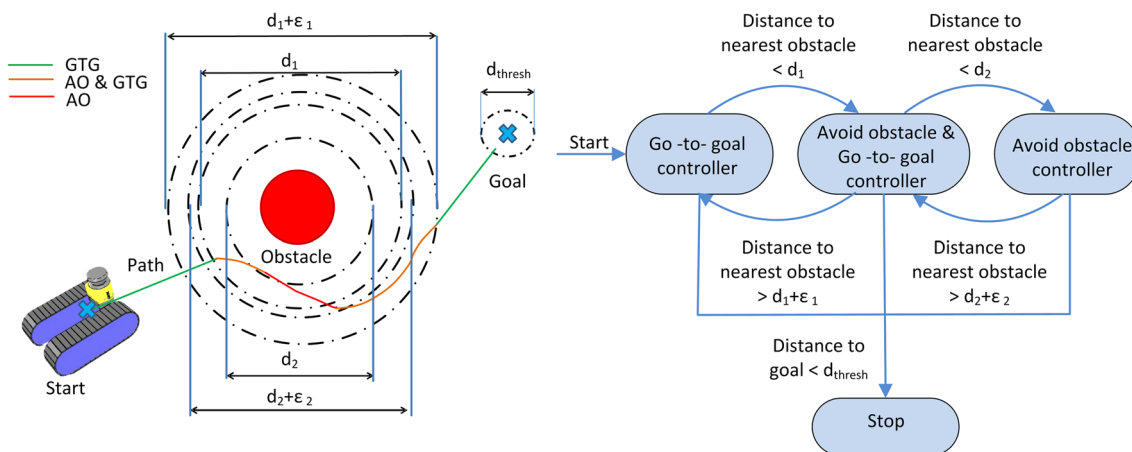 d1+ε1
GTG
AO & GTG
AO
d1
dthresh
Goal
Obstacle
Path
Start
d2
d2+ε2
Distance to
nearest obstacle
< d1
Distance to
nearest obstacle
< d2
Start
Go -to- goal
controller
Avoid obstacle &
Go -to- goal
controller
Avoid obstacle
controller
Distance to
nearest obstacle
> d1+ε1
Distance to
nearest obstacle
> d2+ε2
Distance to
goal < dthresh
Stop